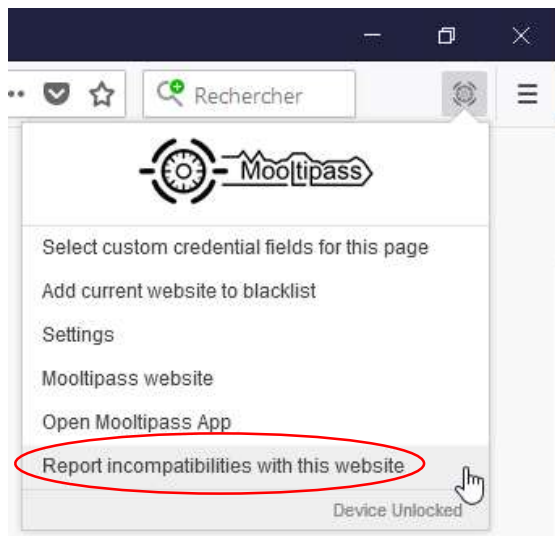 Rechercher
Mooltipass
Select custom credential fields for this page
Add current website to blacklist
Settings
Mooltipass website
Open Mooltipass App
Report incompatibilities with this website
Device Unlocked